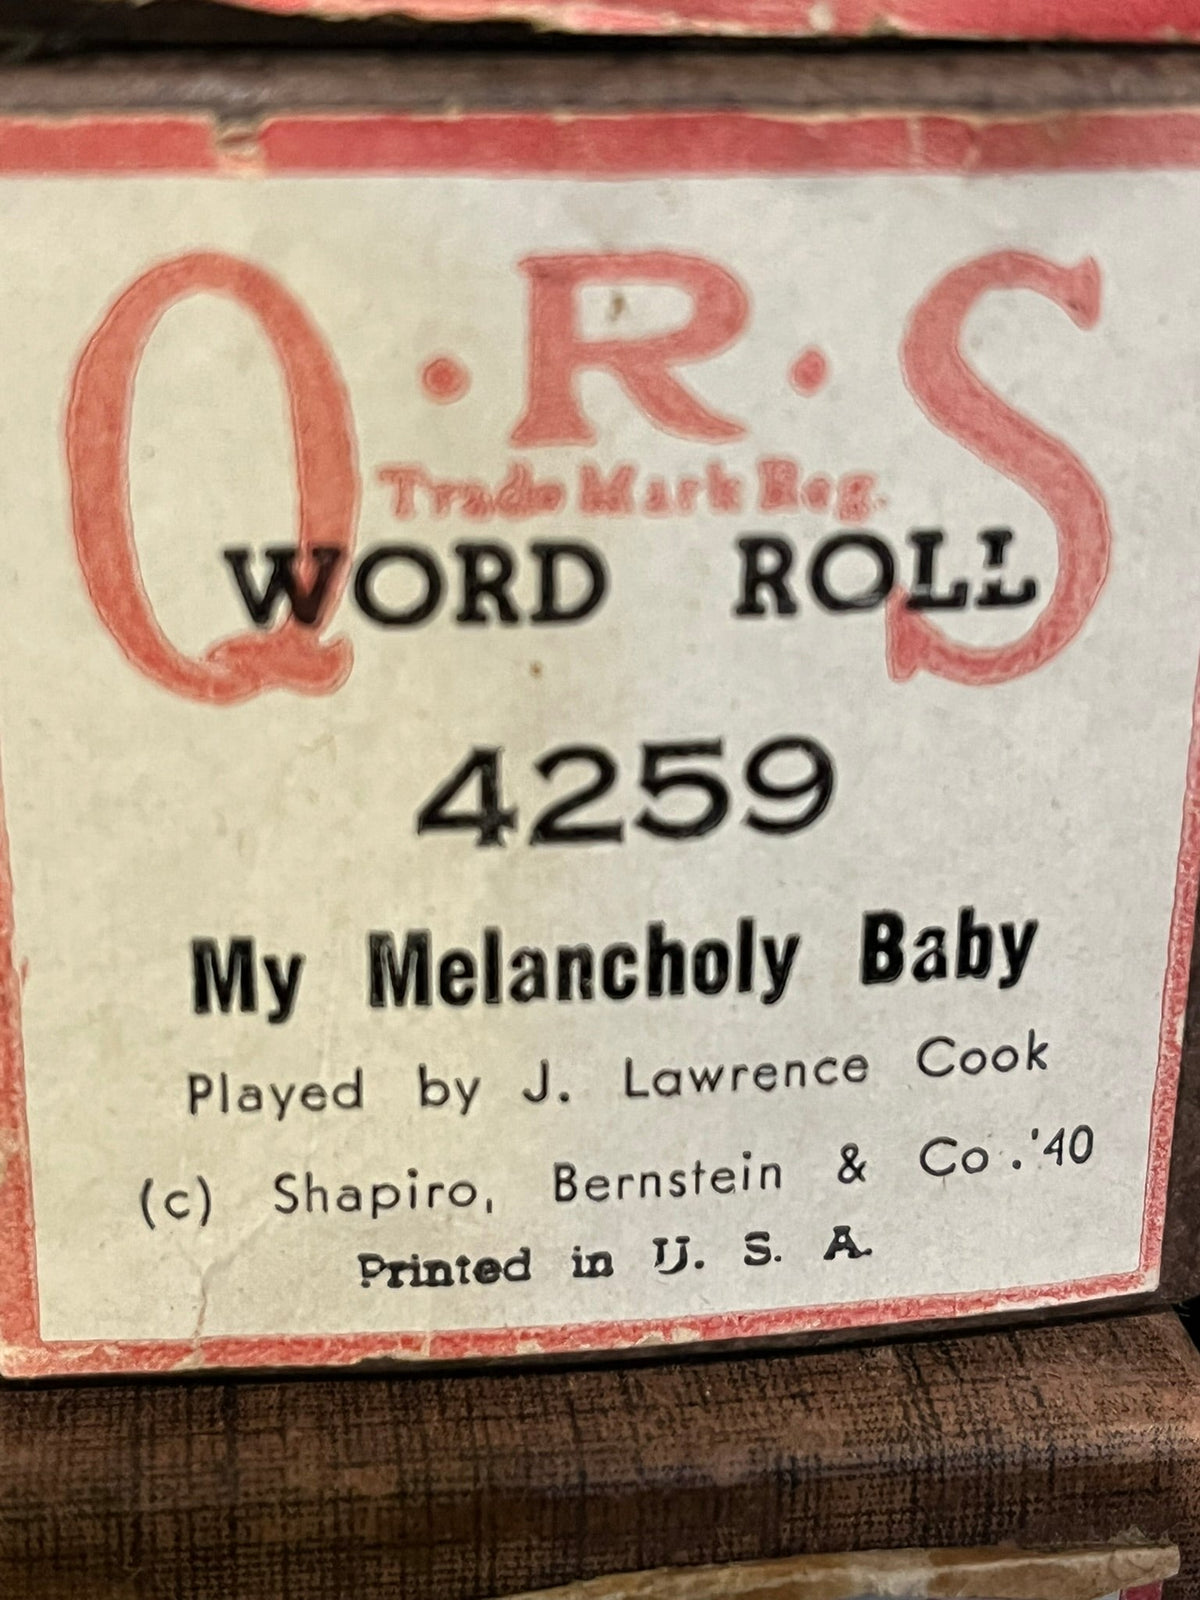 Q·R·S
Trade Mark Reg.
WORD ROLL
4259
My Melancholy Baby
Played by J. Lawrence Cook
(c) Shapiro, Bernstein & Co.'40
Printed in U. S. A.